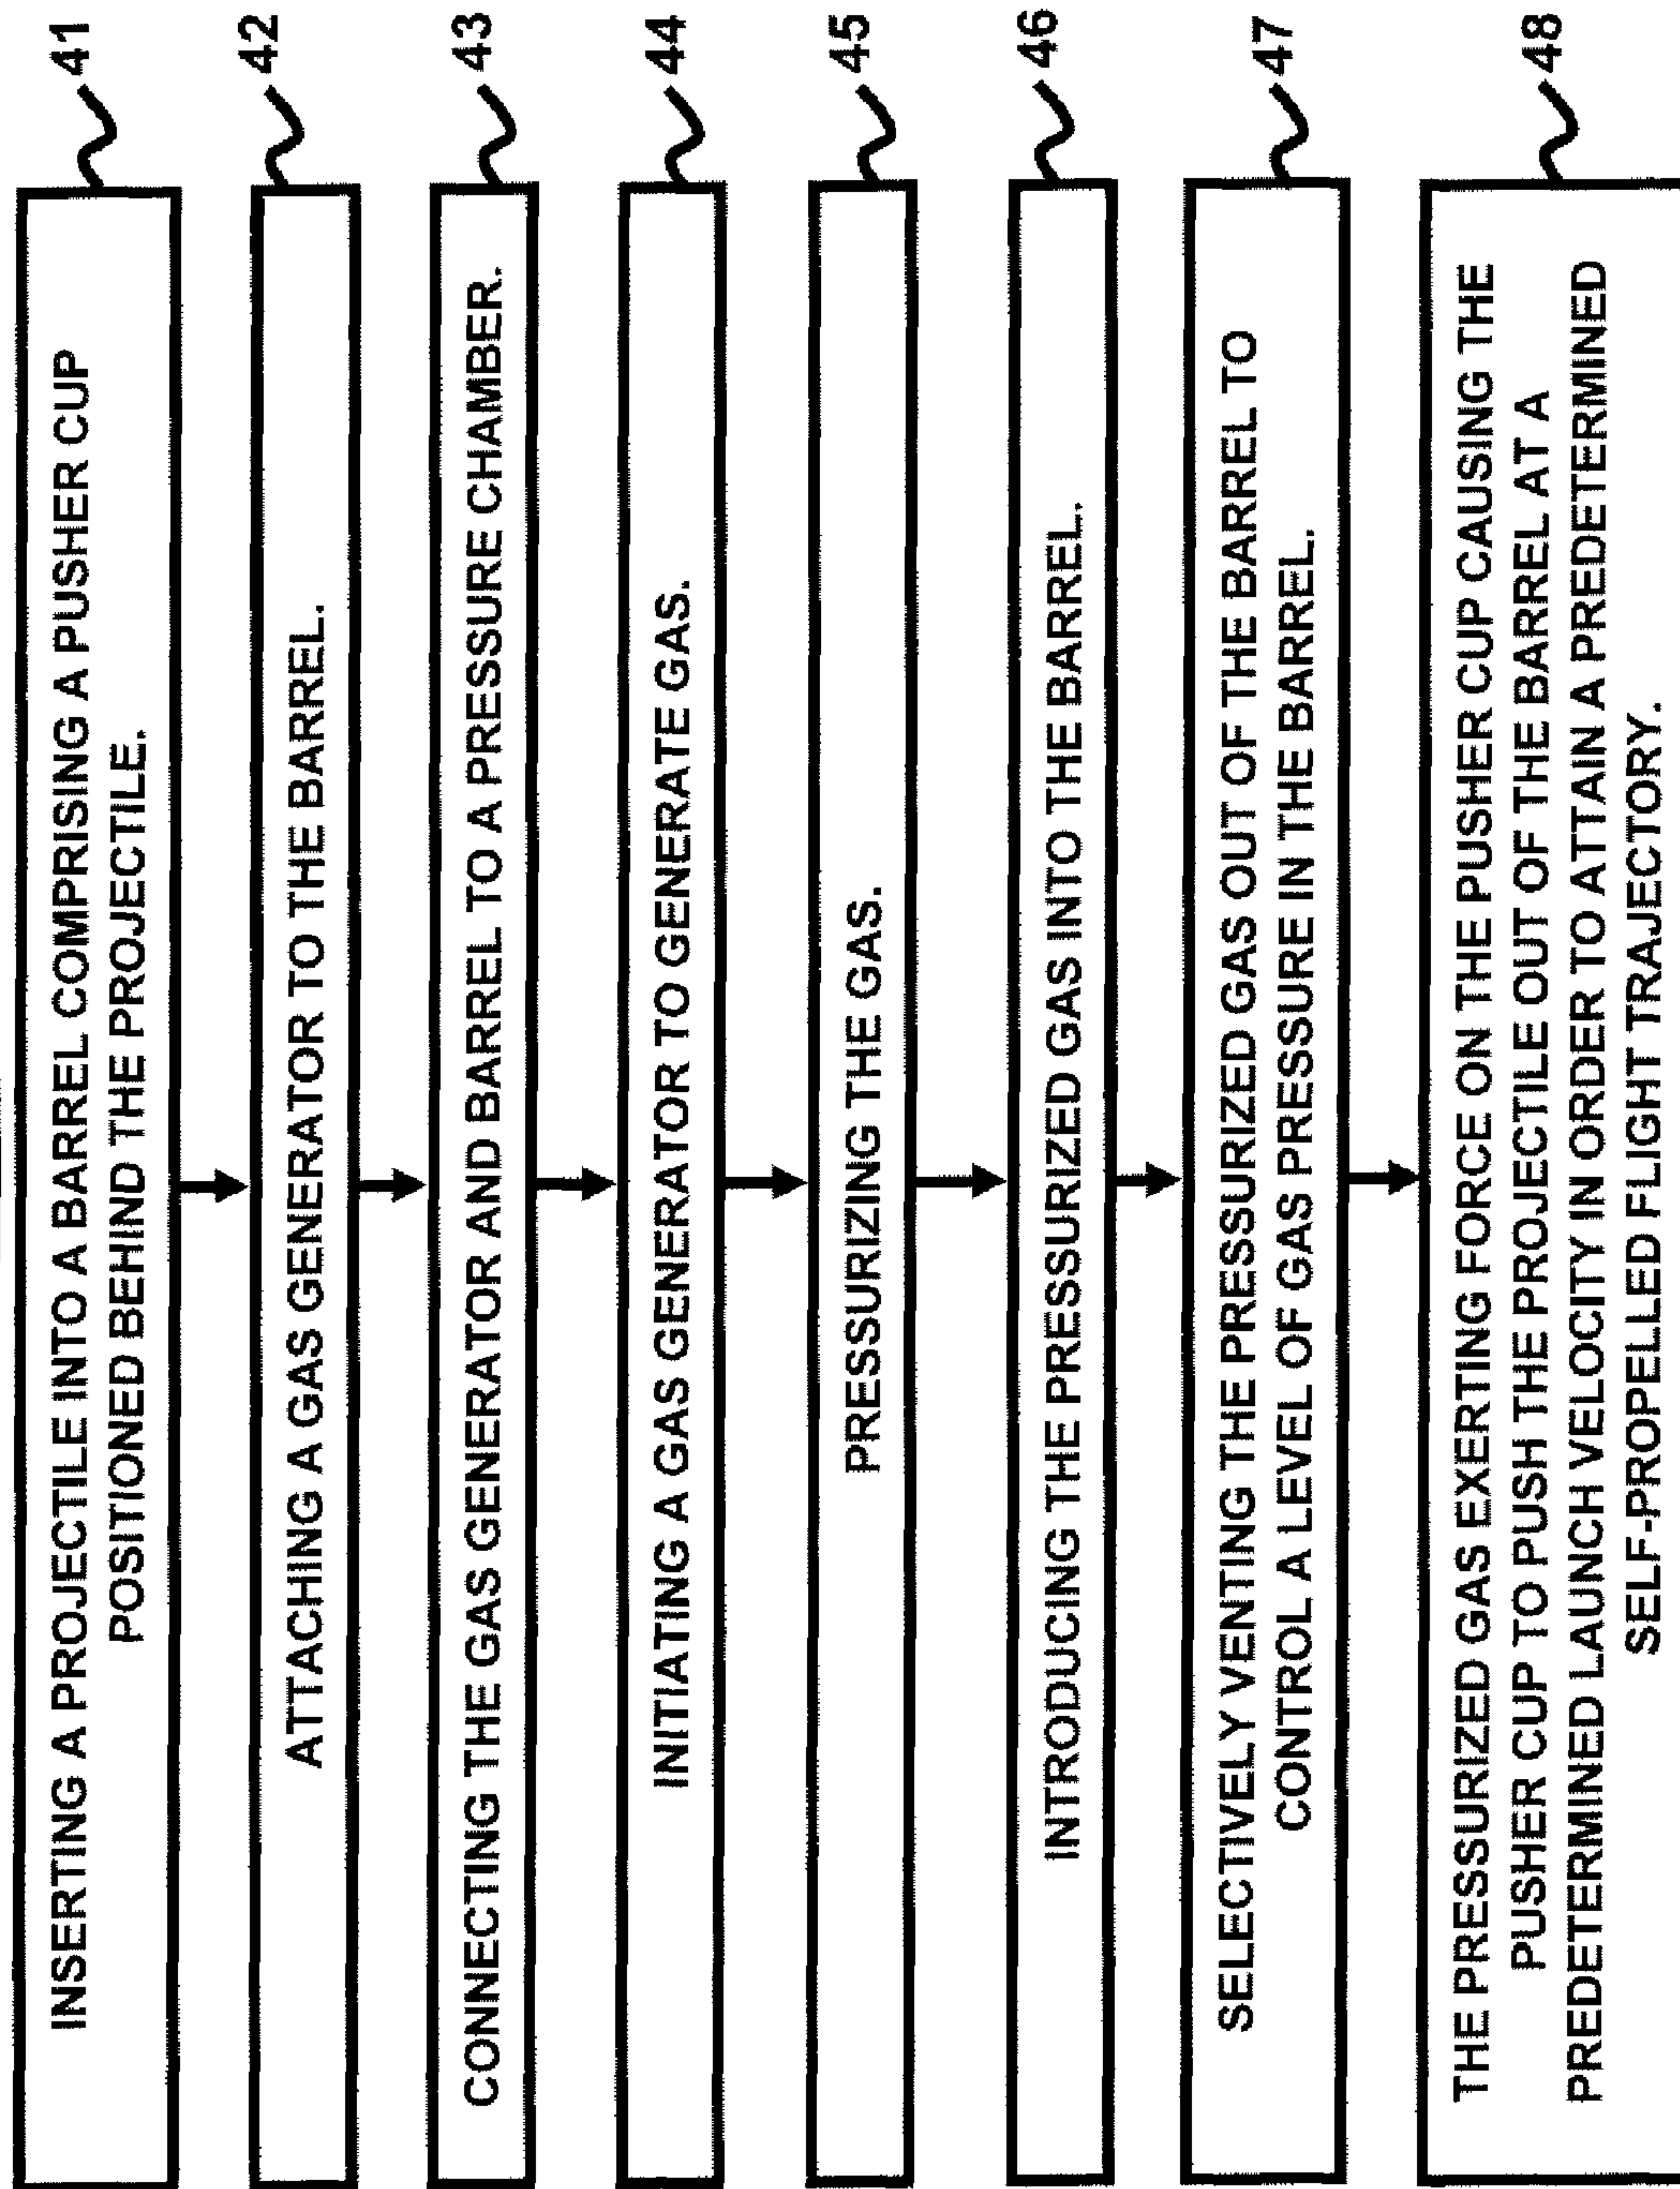 INSERTING A PROJECTILE INTO A BARREL COMPRISING A PUSHER CUP
POSITIONED BEHIND THE PROJECTILE.
41
ATTACHING A GAS GENERATOR TO THE BARREL.
42
CONNECTING THE GAS GENERATOR AND BARREL TO A PRESSURE CHAMBER.
43
INITIATING A GAS GENERATOR TO GENERATE GAS.
44
PRESSURIZING THE GAS.
45
INTRODUCING THE PRESSURIZED GAS INTO THE BARREL.
46
SELECTIVELY VENTING THE PRESSURIZED GAS OUT OF THE BARREL TO
CONTROL A LEVEL OF GAS PRESSURE IN THE BARREL.
47
THE PRESSURIZED GAS EXERTING FORCE ON THE PUSHER CUP CAUSING THE
PUSHER CUP TO PUSH THE PROJECTILE OUT OF THE BARREL AT A
PREDETERMINED LAUNCH VELOCITY IN ORDER TO ATTAIN A PREDETERMINED
SELF-PROPELLED FLIGHT TRAJECTORY.
48